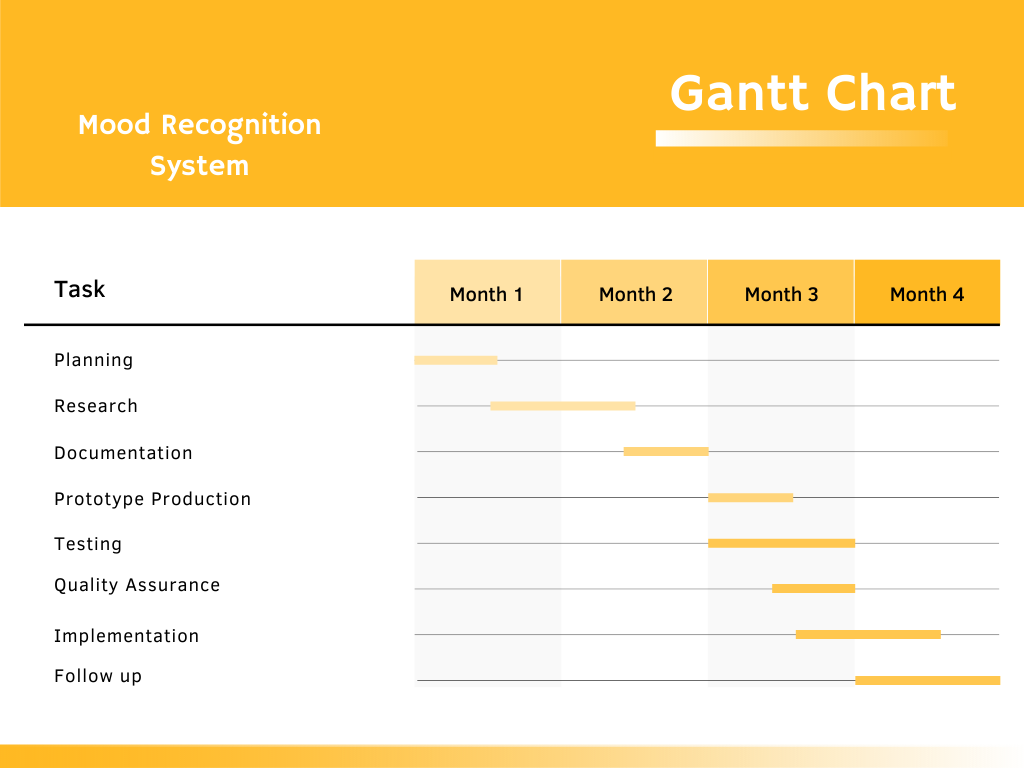 Gantt Chart
Mood Recognition
System
Task
Month 1
Month 2
Month 3
Month 4
Planning
Research
Documentation
Prototype Production
Testing
Quality Assurance
Implementation
Follow up